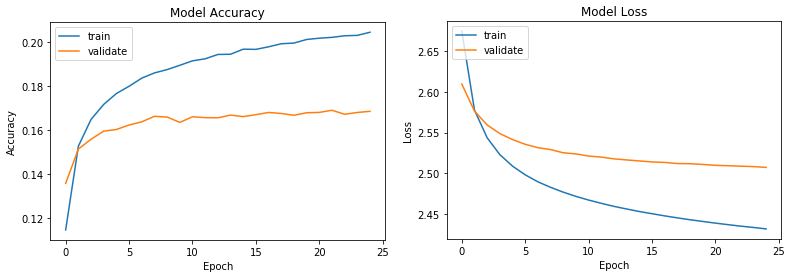 Model Accuracy
train
validate
0.20
0.18
0.16
0.14
0.12
Accuracy
0
5
10
15
20
25
Epoch
Model Loss
train
validate
2.65
2.60
2.55
2.50
2.45
Loss
0
5
10
15
20
25
Epoch